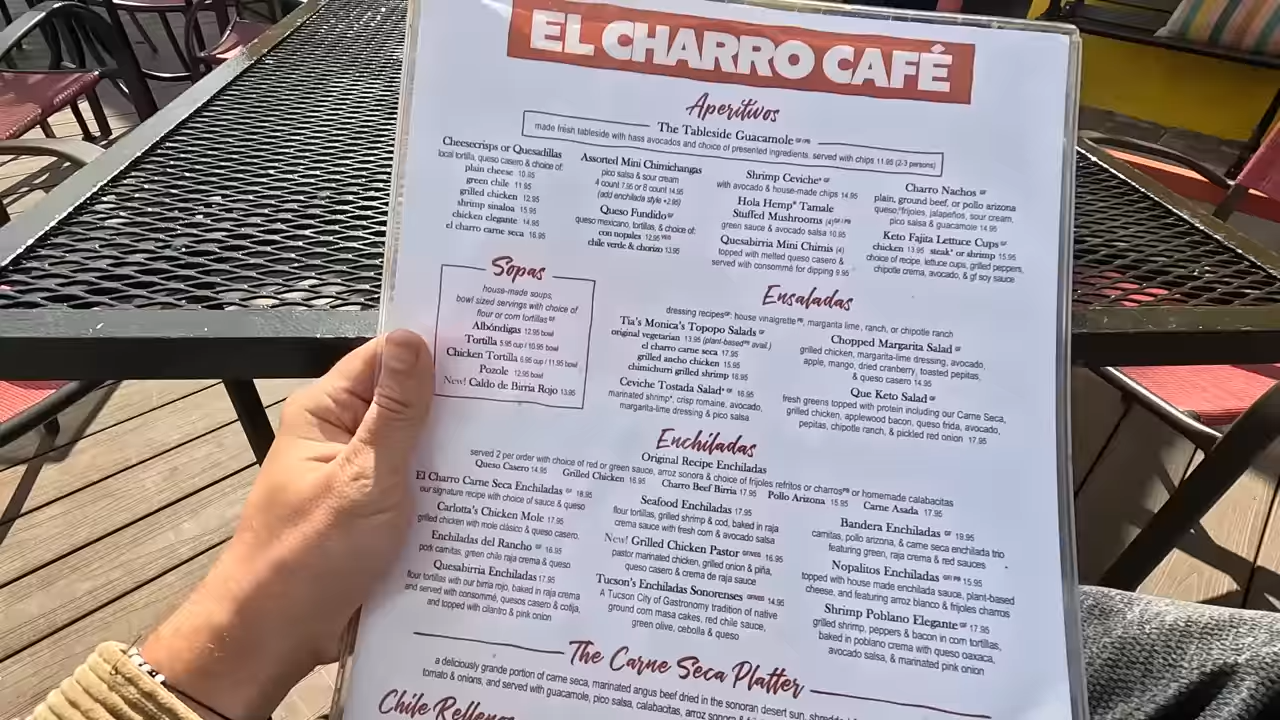 EL CHARRO CAFÉ
Aperitivos
The Tableside Guacamole GF/PB
made fresh tableside with hass avocados and choice of presented ingredients. served with chips 11.95 (2-3 persons)
Cheesecrisps or Quesadillas
local tortilla, queso casero & choice of:
plain cheese 10.95
green chile 11.95
grilled chicken 12.95
shrimp sinaloa 15.95
chicken elegante 14.95
el charro carne seca 16.95
Assorted Mini Chimichangas
pico salsa & sour cream
4 count 7.95 or 8 count 14.95
(add enchilada style +2.95)
Queso Fundido GF
queso mexicano, tortillas, & choice of:
con nopales 12.95 VEG
chile verde & chorizo 13.95
Shrimp Ceviche* GF
with avocado & house-made chips 14.95
Hola Hemp* Tamale
Stuffed Mushrooms (4) GF/PB
green sauce & avocado salsa 10.95
Quesabirria Mini Chimis (4)
topped with melted queso casero &
served with consommé for dipping 9.95
Charro Nachos GF
plain, ground beef, or pollo arizona
queso, frijoles, jalapeños, sour cream,
pico salsa & guacamole 14.95
Keto Fajita Lettuce Cups GF
chicken 13.95 steak* or shrimp 15.95
choice of recipe, lettuce cups, grilled peppers,
chipotle crema, avocado, & gf soy sauce
Sopas
house-made soups,
bowl sized servings with choice of
flour or corn tortillas GF
Albóndigas 12.95 bowl
Tortilla 5.95 cup / 10.95 bowl
Chicken Tortilla 6.95 cup / 11.95 bowl
Pozole 12.95 bowl
New! Caldo de Birria Rojo 13.95
Ensaladas
dressing recipes GF: house vinaigrette PB, margarita lime, ranch, or chipotle ranch
Tia's Monica's Topopo Salads GF
original vegetarian 13.95 (plant-based PB avail.)
el charro carne seca 17.95
grilled ancho chicken 15.95
chimichurri grilled shrimp 16.95
Ceviche Tostada Salad* GF 16.95
marinated shrimp*, crisp romaine, avocado,
margarita-lime dressing & pico salsa
Chopped Margarita Salad GF
grilled chicken, margarita-lime dressing, avocado,
apple, mango, dried cranberry, toasted pepitas,
& queso casero 14.95
Que Keto Salad GF
fresh greens topped with protein including our Carne Seca,
grilled chicken, applewood bacon, queso frida, avocado,
pepitas, chipotle ranch, & pickled red onion 17.95
Enchiladas
Original Recipe Enchiladas
served 2 per order with choice of red or green sauce, arroz sonora & choice of frijoles refritos or charros PB or homemade calabacitas
Queso Casero 14.95 Grilled Chicken 16.95 Charro Beef Birria 17.95 Pollo Arizona 15.95 Carne Asada 17.95
El Charro Carne Seca Enchiladas GF 18.95
our signature recipe with choice of sauce & queso
Carlotta's Chicken Mole 17.95
grilled chicken with mole clásico & queso casero.
Enchiladas del Rancho GF 16.95
pork carnitas, green chile raja crema & queso
Quesabirria Enchiladas 17.95
flour tortillas with our birria rojo, baked in raja crema
and served with consommé, quesos casero & cotija,
and topped with cilantro & pink onion
Seafood Enchiladas 17.95
flour tortillas, grilled shrimp & cod, baked in raja
crema sauce with fresh corn & avocado salsa
New! Grilled Chicken Pastor 16.95
pastor marinated chicken, grilled onion & piña,
queso casero & crema de raja sauce
Tucson's Enchiladas Sonorenses 14.95
A Tucson City of Gastronomy tradition of native
ground corn masa cakes, red chile sauce,
green olive, cebolla & queso
Bandera Enchiladas GF 19.95
carnitas, pollo arizona, & carne seca enchilada trio
featuring green, raja crema & red sauces
Nopalitos Enchiladas GF/PB 15.95
topped with house made enchilada sauce, plant-based
cheese, and featuring arroz blanco & frijoles charros
Shrimp Poblano Elegante GF 17.95
grilled shrimp, peppers & bacon in corn tortillas,
baked in poblano crema with queso oaxaca,
avocado salsa, & marinated pink onion
The Carne Seca Platter
a deliciously grande portion of carne seca, marinated angus beef dried in the sonoran desert sun,
tomato & onions, and served with guacamole, pico salsa, calabacitas, arroz
Chile